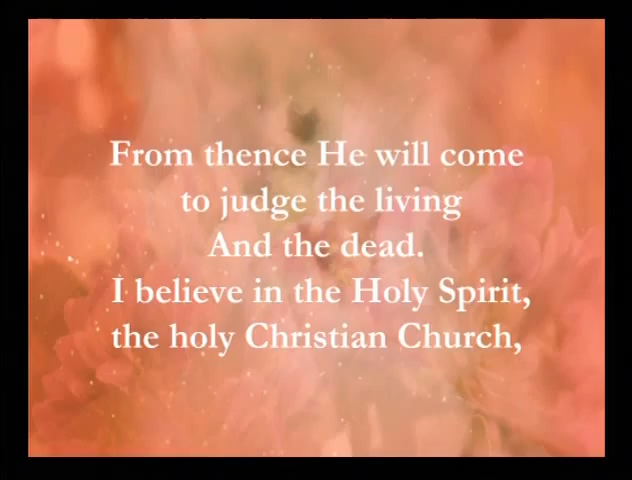 From thence He will come
to judge the living
And the dead.
I believe in the Holy Spirit,
the holy Christian Church,